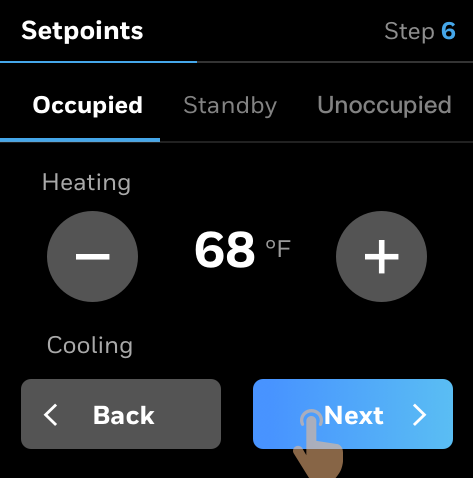 Setpoints Step 6
Occupied Standby Unoccupied
Heating
68 °F
Cooling
Back Next